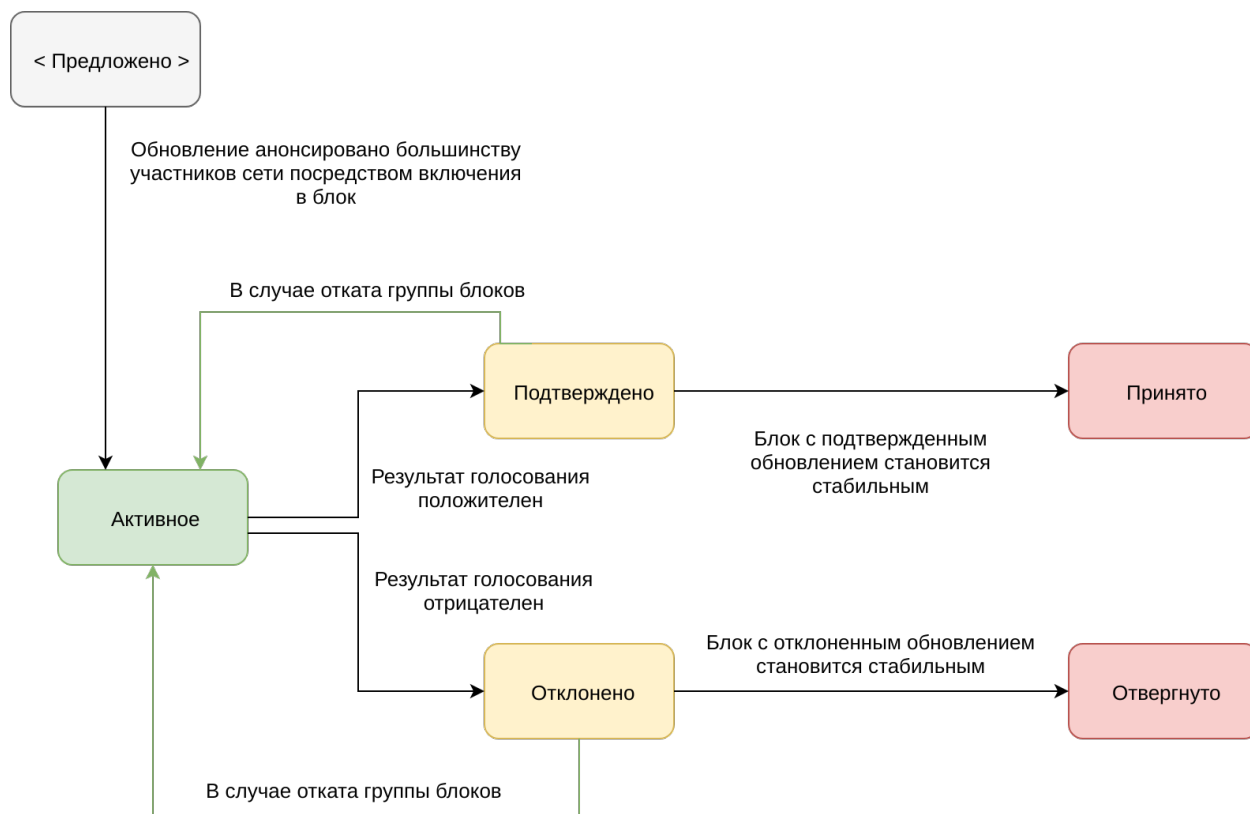 < Предложено >
Обновление анонсировано большинству
участников сети посредством включения
в блок
В случае отката группы блоков
Подтверждено
Принято
Блок с подтвержденным
обновлением становится
стабильным
Результат голосования
положителен
Активное
Результат голосования
отрицателен
Блок с отклоненным обновлением
становится стабильным
Отклонено
Отвергнуто
В случае отката группы блоков